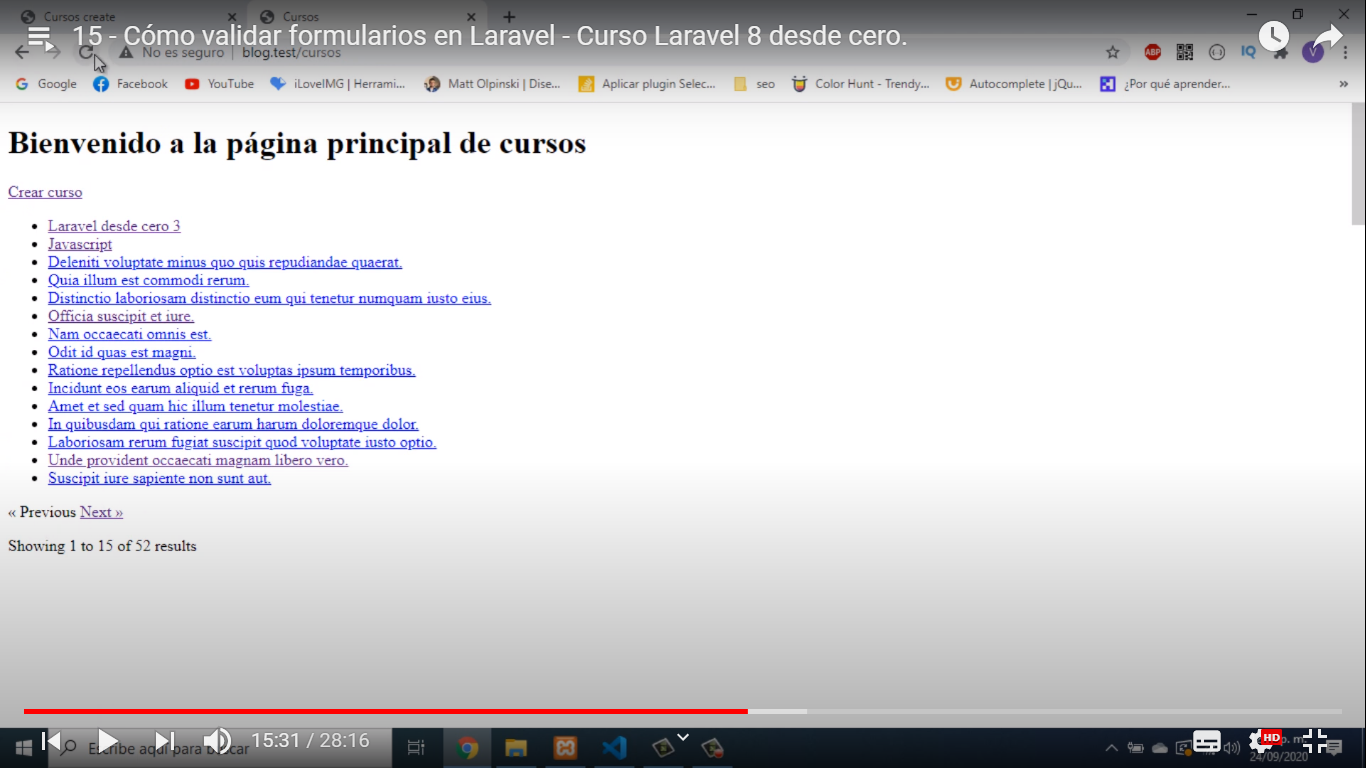 Cursos create
Cursos
15 - Cómo validar formularios en Laravel - Curso Laravel 8 desde cero.
No es seguro | blog.test/cursos
ABP
IQ
V
Google
Facebook
YouTube
iLoveIMG | Herrami...
Matt Olpinski | Dise...
Aplicar plugin Selec...
seo
Color Hunt - Trendy...
Autocomplete | jQu...
¿Por qué aprender...
»
Bienvenido a la página principal de cursos
Crear curso
Laravel desde cero 3
Javascript
Deleniti voluptate minus quo quis repudiandae quaerat.
Quia illum est commodi rerum.
Distinctio laboriosam distinctio eum qui tenetur numquam iusto eius.
Officia suscipit et iure.
Nam occaecati omnis est.
Odit id quas est magni.
Ratione repellendus optio est voluptas ipsum temporibus.
Incidunt eos earum aliquid et rerum fuga.
Amet et sed quam hic illum tenetur molestiae.
In quibusdam qui ratione earum harum doloremque dolor.
Laboriosam rerum fugiat suscipit quod voluptate iusto optio.
Unde provident occaecati magnam libero vero.
Suscipit iure sapiente non sunt aut.
« Previous Next »
Showing 1 to 15 of 52 results
Escribe aquí para buscar
15:31 / 28:16
HD
24/09/2020